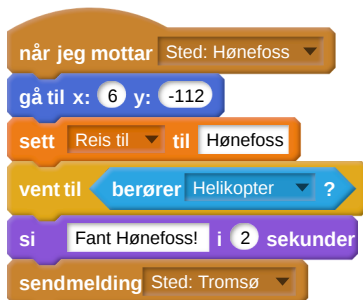 når jeg mottar Sted: Hønefoss
gå til x: 6 y: -112
sett Reis til til Hønefoss
vent til berører Helikopter ?
si Fant Hønefoss! i 2 sekunder
sendmelding Sted: Tromsø